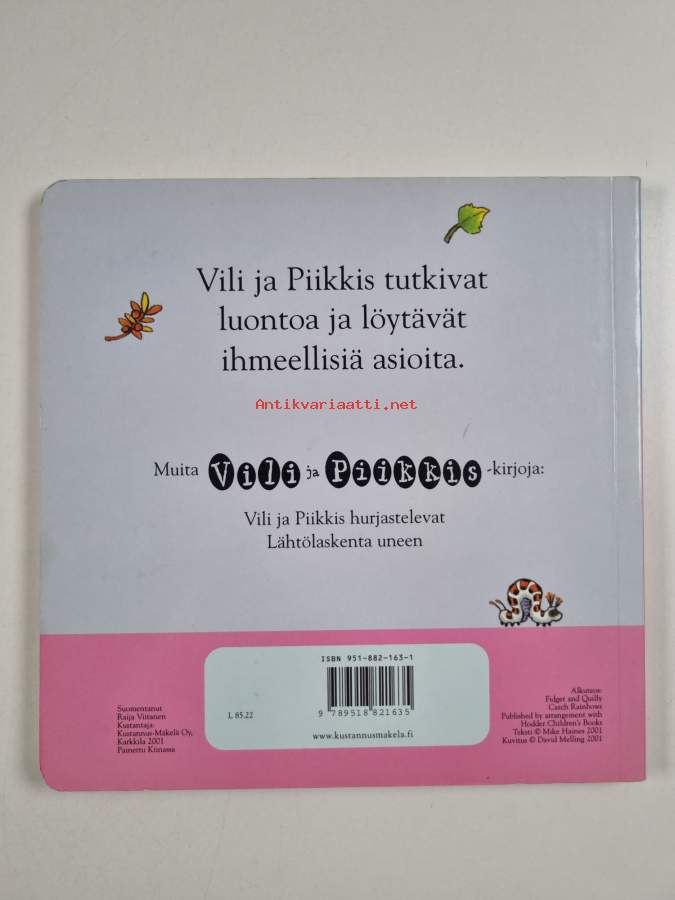 Vili ja Piikkis tutkivat
luontoa ja löytävät
ihmeellisiä asioita.
Antikvariaatti.net
Muita Vili ja Piikkis -kirjoja:
Vili ja Piikkis hurjastelevat
Lähtölaskenta uneen
ISBN 951-882-163-1
L 85.22
9 789518 821635
www.kustannusmakela.fi
Suomentanut
Raija Viitanen
Kustantaja:
Kustannus-Mäkelä Oy,
Karkkila 2001
Painettu Kiinassa
Alkuteos:
Fidget and Quilly
Catch Rainbows
Published by arrangement with
Hodder Children's Books
Teksti © Mike Haines 2001
Kuvitus © David Melling 2001